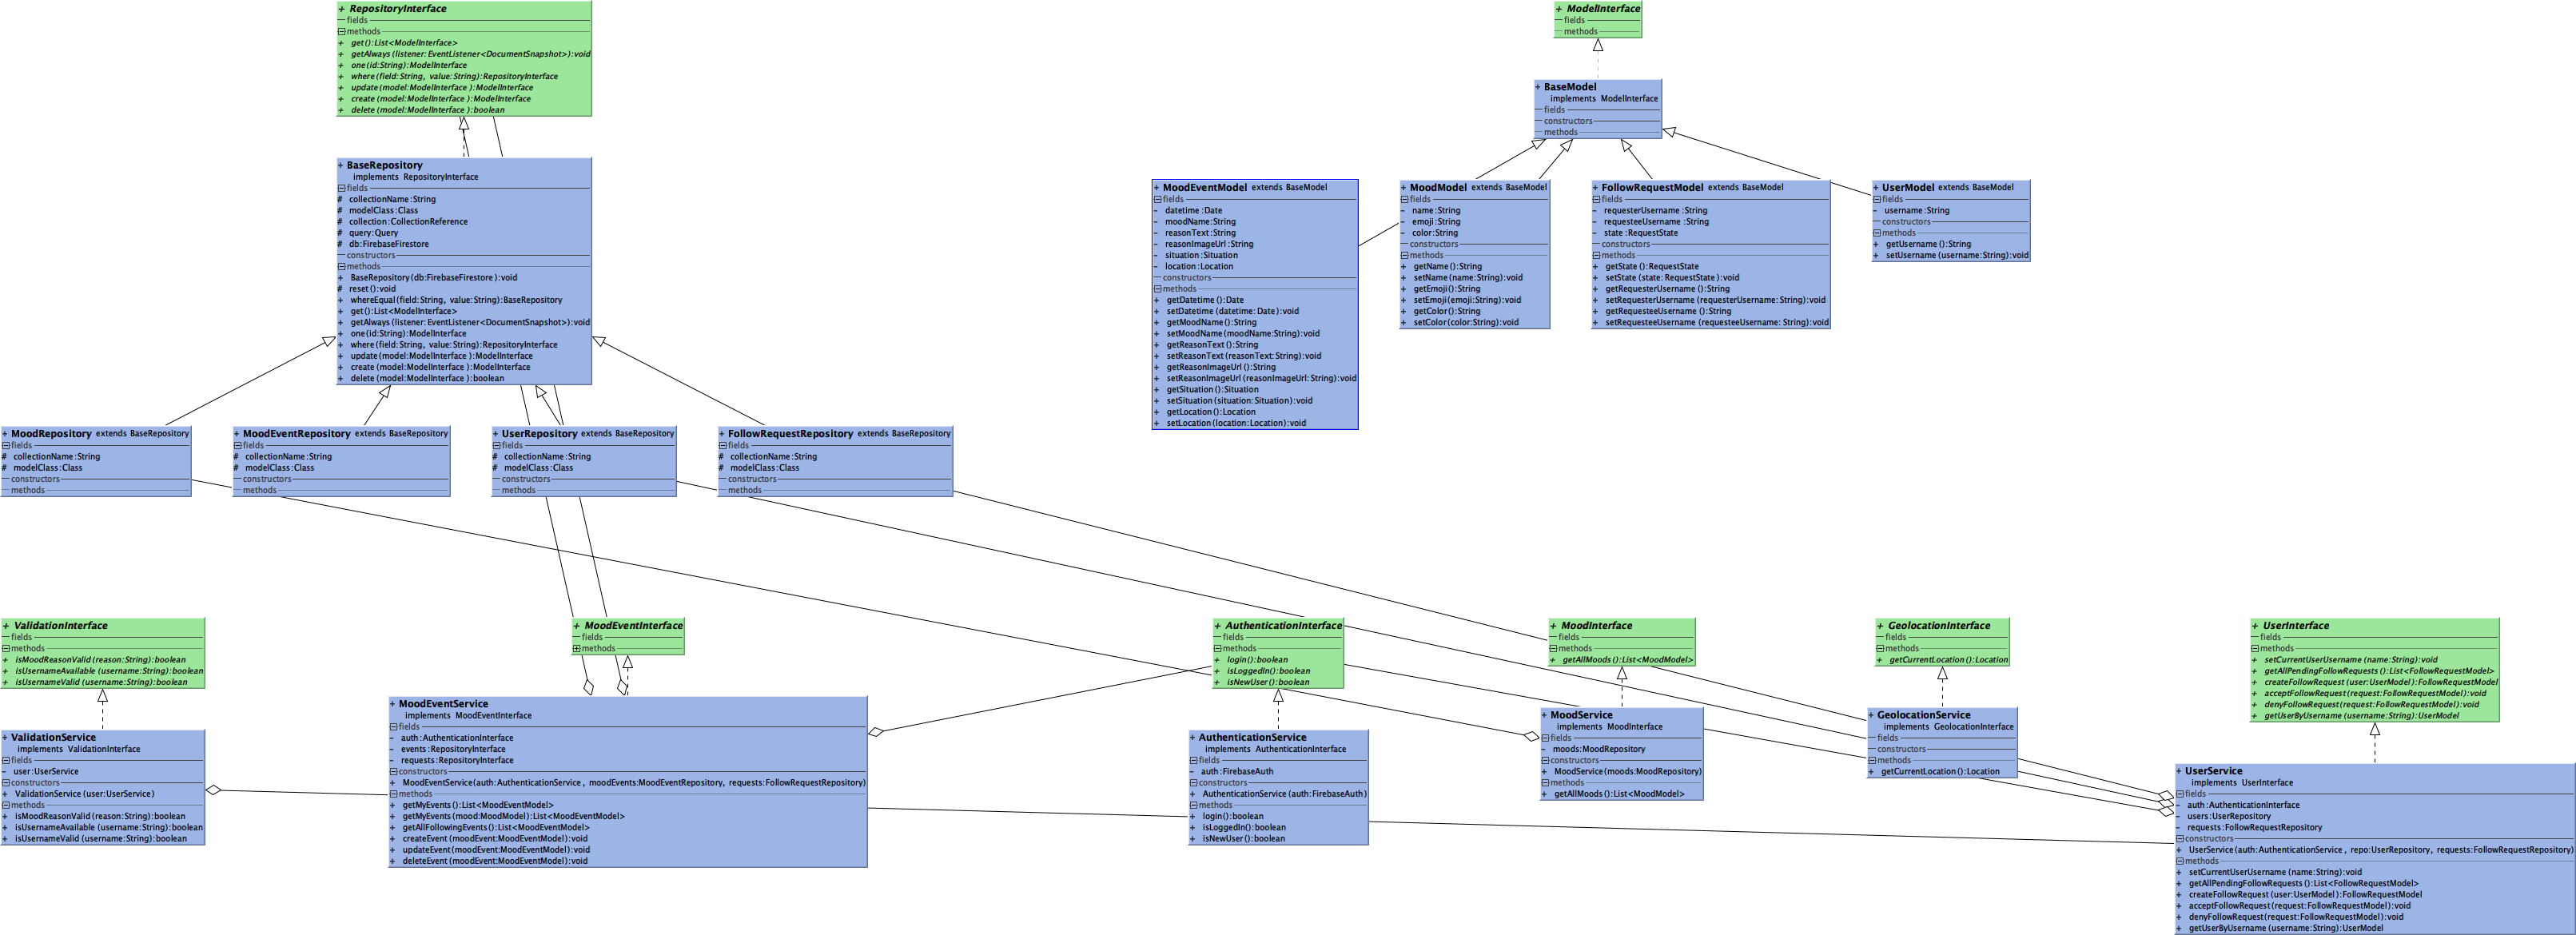 + RepositoryInterface
fields
methods
+ get():List<ModelInterface>
+ getAlways(listener:EventListener<DocumentSnapshot>):void
+ one(id:String):ModelInterface
+ where(field:String, value:String):RepositoryInterface
+ update(model:ModelInterface):ModelInterface
+ create(model:ModelInterface):ModelInterface
+ delete(model:ModelInterface):boolean
+ ModelInterface
fields
methods
+ BaseModel
implements ModelInterface
fields
constructors
methods
+ BaseRepository
implements RepositoryInterface
fields
# collectionName:String
# modelClass:Class
# collection:CollectionReference
# query:Query
# db:FirebaseFirestore
constructors
methods
+ BaseRepository(db:FirebaseFirestore):void
# reset():void
+ whereEqual(field:String, value:String):BaseRepository
+ get():List<ModelInterface>
+ getAlways(listener:EventListener<DocumentSnapshot>):void
+ one(id:String):ModelInterface
+ where(field:String, value:String):RepositoryInterface
+ update(model:ModelInterface):ModelInterface
+ create(model:ModelInterface):ModelInterface
+ delete(model:ModelInterface):boolean
+ MoodEventModel extends BaseModel
fields
- datetime:Date
- moodName:String
- reasonText:String
- reasonImageUrl:String
- situation:Situation
- location:Location
constructors
methods
+ getDatetime():Date
+ setDatetime(datetime:Date):void
+ getMoodName():String
+ setMoodName(moodName:String):void
+ getReasonText():String
+ setReasonText(reasonText:String):void
+ getReasonImageUrl():String
+ setReasonImageUrl(reasonImageUrl:String):void
+ getSituation():Situation
+ setSituation(situation:Situation):void
+ getLocation():Location
+ setLocation(location:Location):void
+ MoodModel extends BaseModel
fields
- name:String
- emoji:String
- color:String
constructors
methods
+ getName():String
+ setName(name:String):void
+ getEmoji():String
+ setEmoji(emoji:String):void
+ getColor():String
+ setColor(color:String):void
+ FollowRequestModel extends BaseModel
fields
- requesterUsername:String
- requesteeUsername:String
- state:RequestState
constructors
methods
+ getState():RequestState
+ setState(state:RequestState):void
+ getRequesterUsername():String
+ setRequesterUsername(requesterUsername:String):void
+ getRequesteeUsername():String
+ setRequesteeUsername(requesteeUsername:String):void
+ UserModel extends BaseModel
fields
- username:String
constructors
methods
+ getUsername():String
+ setUsername(username:String):void
+ MoodRepository extends BaseRepository
fields
# collectionName:String
# modelClass:Class
constructors
methods
+ MoodEventRepository extends BaseRepository
fields
# collectionName:String
# modelClass:Class
constructors
methods
+ UserRepository extends BaseRepository
fields
# collectionName:String
# modelClass:Class
constructors
methods
+ FollowRequestRepository extends BaseRepository
fields
# collectionName:String
# modelClass:Class
constructors
methods
+ ValidationInterface
fields
methods
+ isMoodReasonValid(reason:String):boolean
+ isUsernameAvailable(username:String):boolean
+ isUsernameValid(username:String):boolean
+ MoodEventInterface
fields
methods
+ AuthenticationInterface
fields
methods
+ login():boolean
+ isLoggedIn():boolean
+ isNewUser():boolean
+ MoodInterface
fields
methods
+ getAllMoods():List<MoodModel>
+ GeolocationInterface
fields
methods
+ getCurrentLocation():Location
+ UserInterface
fields
methods
+ setCurrentUserUsername(name:String):void
+ getAllPendingFollowRequests():List<FollowRequestModel>
+ createFollowRequest(user:UserModel):FollowRequestModel
+ acceptFollowRequest(request:FollowRequestModel):void
+ denyFollowRequest(request:FollowRequestModel):void
+ getUserByUsername(username:String):UserModel
+ ValidationService
implements ValidationInterface
fields
- user:UserService
constructors
+ ValidationService(user:UserService)
methods
+ isMoodReasonValid(reason:String):boolean
+ isUsernameAvailable(username:String):boolean
+ isUsernameValid(username:String):boolean
+ MoodEventService
implements MoodEventInterface
fields
- auth:AuthenticationInterface
- events:RepositoryInterface
- requests:RepositoryInterface
constructors
+ MoodEventService(auth:AuthenticationService, moodEvents:MoodEventRepository, requests:FollowRequestRepository)
methods
+ getMyEvents():List<MoodEventModel>
+ getMyEvents(mood:MoodModel):List<MoodEventModel>
+ getAllFollowingEvents():List<MoodEventModel>
+ createEvent(moodEvent:MoodEventModel):void
+ updateEvent(moodEvent:MoodEventModel):void
+ deleteEvent(moodEvent:MoodEventModel):void
+ AuthenticationService
implements AuthenticationInterface
fields
- auth:FirebaseAuth
constructors
+ AuthenticationService(auth:FirebaseAuth)
methods
+ login():boolean
+ isLoggedIn():boolean
+ isNewUser():boolean
+ MoodService
implements MoodInterface
fields
- moods:MoodRepository
constructors
+ MoodService(moods:MoodRepository)
methods
+ getAllMoods():List<MoodModel>
+ GeolocationService
implements GeolocationInterface
fields
constructors
methods
+ getCurrentLocation():Location
+ UserService
implements UserInterface
fields
- auth:AuthenticationInterface
- users:UserRepository
- requests:FollowRequestRepository
constructors
+ UserService(auth:AuthenticationService, repo:UserRepository, requests:FollowRequestRepository)
methods
+ setCurrentUserUsername(name:String):void
+ getAllPendingFollowRequests():List<FollowRequestModel>
+ createFollowRequest(user:UserModel):FollowRequestModel
+ acceptFollowRequest(request:FollowRequestModel):void
+ denyFollowRequest(request:FollowRequestModel):void
+ getUserByUsername(username:String):UserModel